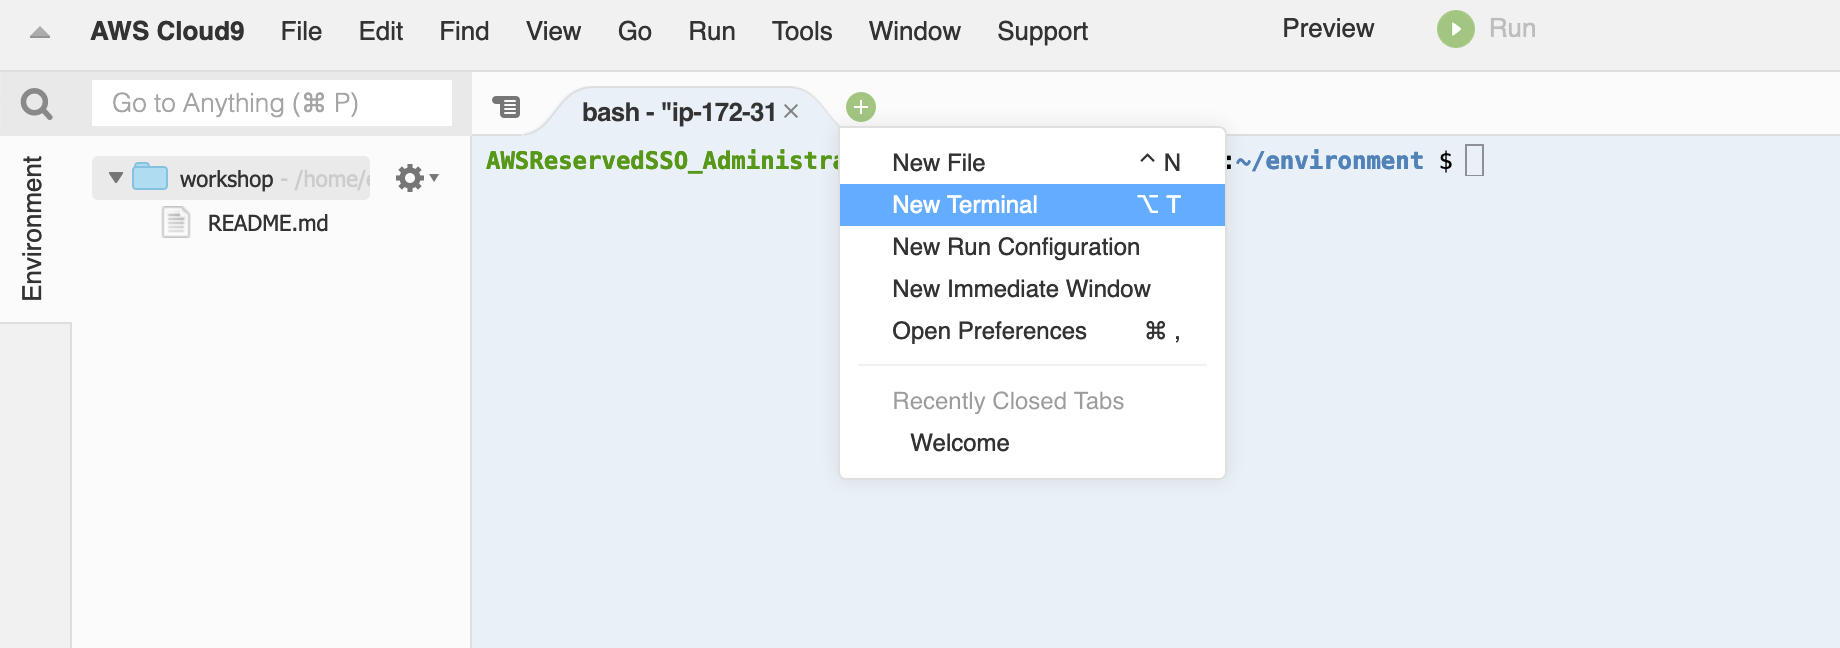 AWS Cloud9 File Edit Find View Go Run Tools Window Support Preview Run
Go to Anything (⌘ P)
bash - "ip-172-31
Environment
workshop - /home/
README.md
AWSReservedSSO_Administra :~/environment $
New File ^ N
New Terminal ⌥ T
New Run Configuration
New Immediate Window
Open Preferences ⌘ ,
Recently Closed Tabs
Welcome